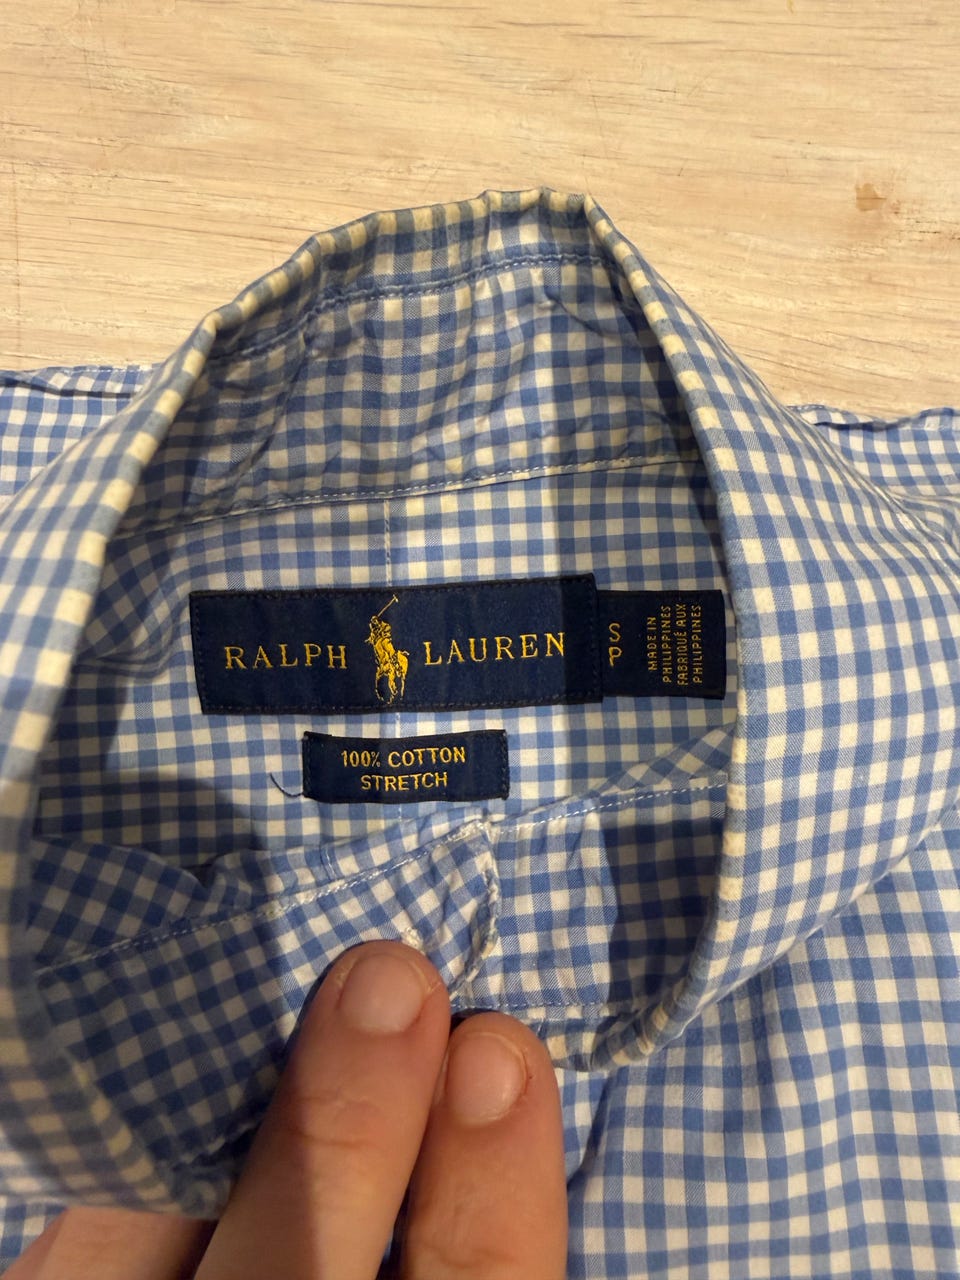 RALPH LAUREN
S
P
MADE IN
PHILIPPINES
FABRIQUÉ AUX
PHILIPPINES
100% COTTON
STRETCH